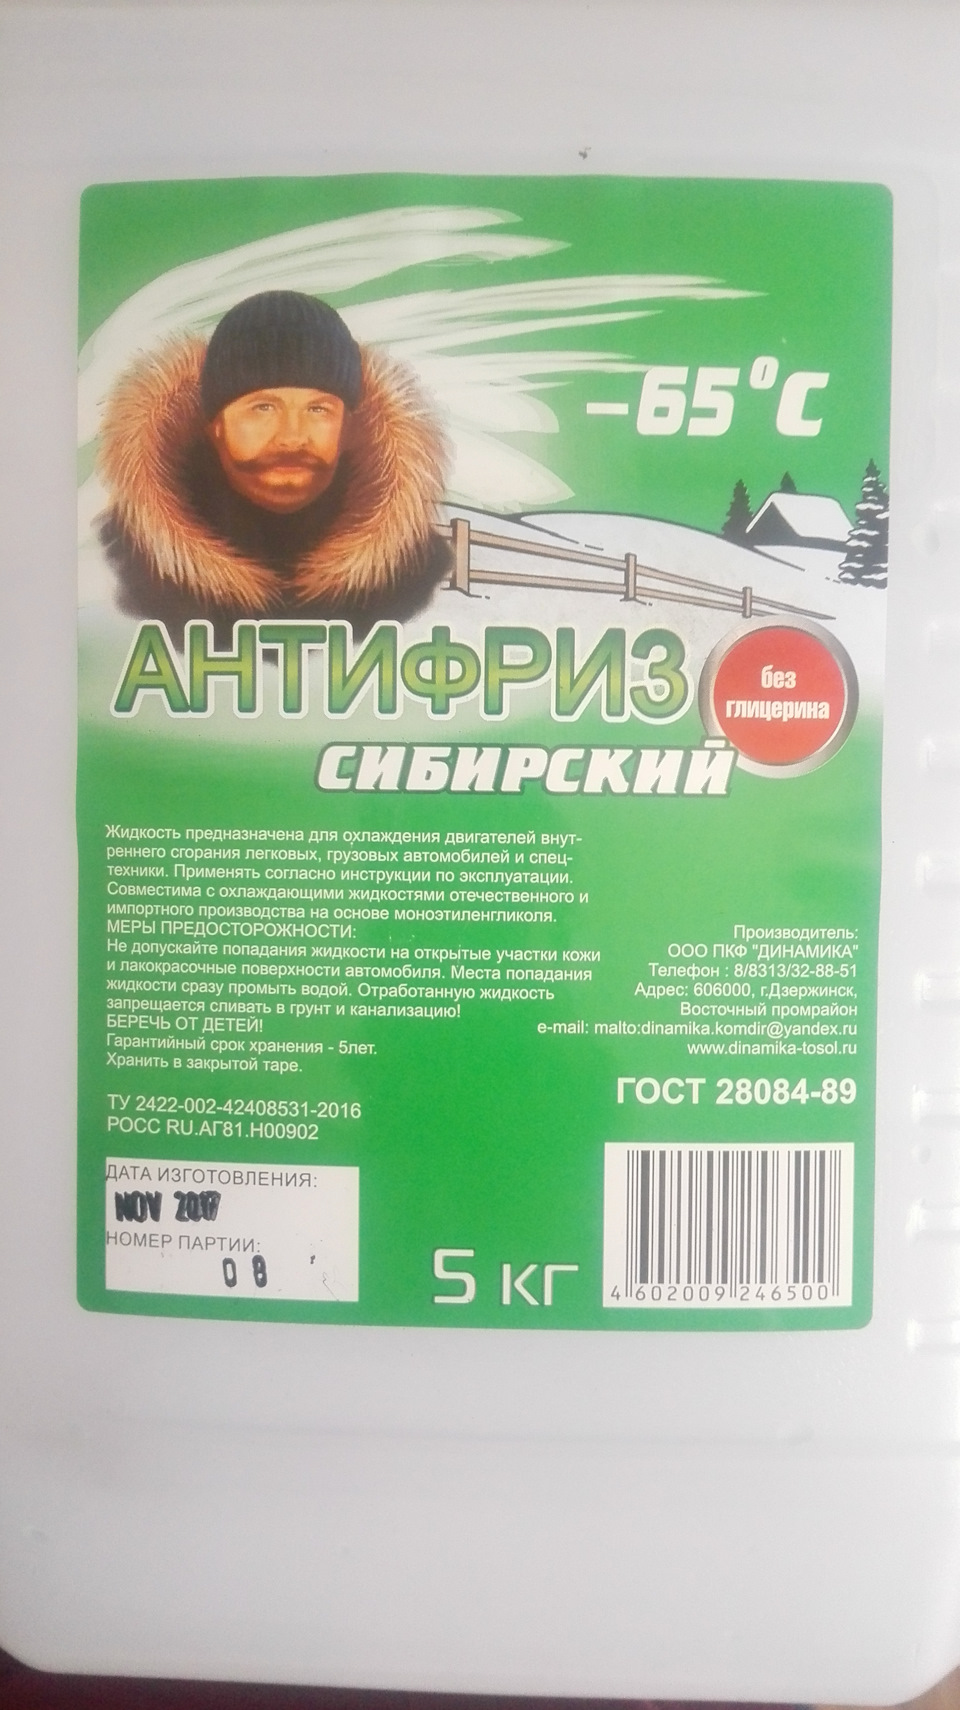 -65°C
АНТИФРИЗ
без
глицерина
СИБИРСКИЙ
Жидкость предназначена для охлаждения двигателей внут-
реннего сгорания легковых, грузовых автомобилей и спец-
техники. Применять согласно инструкции по эксплуатации.
Совместима с охлаждающими жидкостями отечественного и
импортного производства на основе моноэтиленгликоля.
МЕРЫ ПРЕДОСТОРОЖНОСТИ:
Не допускайте попадания жидкости на открытые участки кожи
и лакокрасочные поверхности автомобиля. Места попадания
жидкости сразу промыть водой. Отработанную жидкость
запрещается сливать в грунт и канализацию!
БЕРЕЧЬ ОТ ДЕТЕЙ!
Гарантийный срок хранения - 5лет.
Хранить в закрытой таре.
Производитель:
ООО ПКФ "ДИНАМИКА"
Телефон : 8/8313/32-88-51
Адрес: 606000, г.Дзержинск,
Восточный промрайон
e-mail: malto:dinamika.komdir@yandex.ru
www.dinamika-tosol.ru
ГОСТ 28084-89
ТУ 2422-002-42408531-2016
РОСС RU.АГ81.Н00902
ДАТА ИЗГОТОВЛЕНИЯ:
NOV 2017
НОМЕР ПАРТИИ:
08
5 кг
4 602009 246500